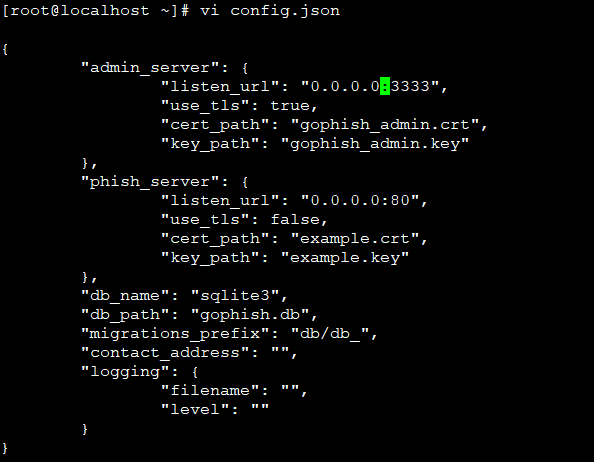 [root@localhost ~]# vi config.json
{
"admin_server": {
"listen_url": "0.0.0.0:3333",
"use_tls": true,
"cert_path": "gophish_admin.crt",
"key_path": "gophish_admin.key"
},
"phish_server": {
"listen_url": "0.0.0.0:80",
"use_tls": false,
"cert_path": "example.crt",
"key_path": "example.key"
},
"db_name": "sqlite3",
"db_path": "gophish.db",
"migrations_prefix": "db/db_",
"contact_address": "",
"logging": {
"filename": "",
"level": ""
}
}